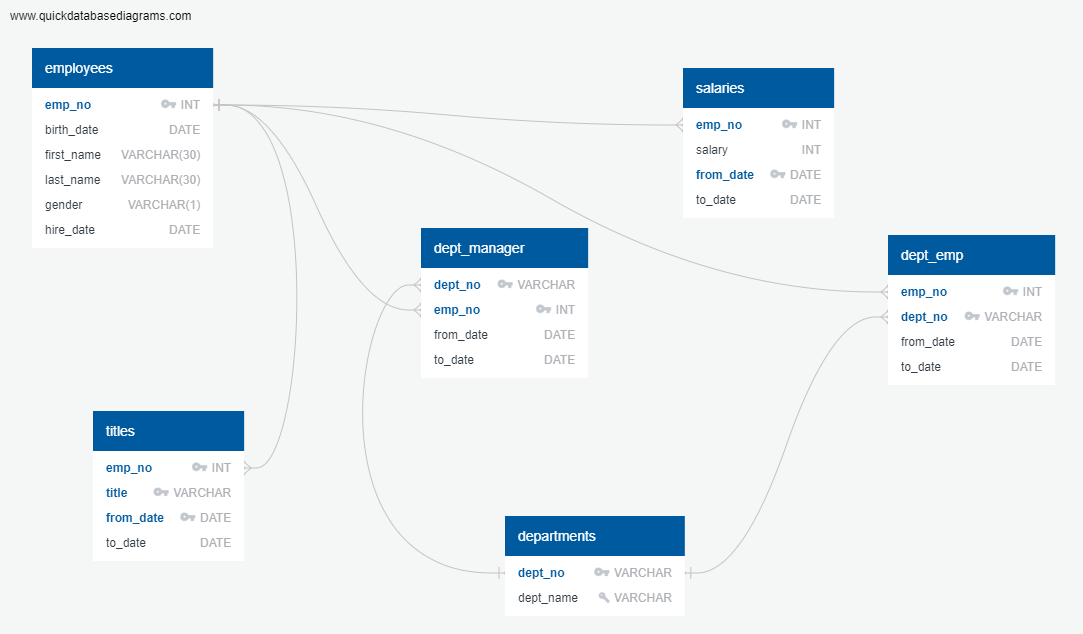 www.quickdatabasediagrams.com
employees
emp_no INT
birth_date DATE
first_name VARCHAR(30)
last_name VARCHAR(30)
gender VARCHAR(1)
hire_date DATE
salaries
emp_no INT
salary INT
from_date DATE
to_date DATE
dept_manager
dept_no VARCHAR
emp_no INT
from_date DATE
to_date DATE
dept_emp
emp_no INT
dept_no VARCHAR
from_date DATE
to_date DATE
titles
emp_no INT
title VARCHAR
from_date DATE
to_date DATE
departments
dept_no VARCHAR
dept_name VARCHAR